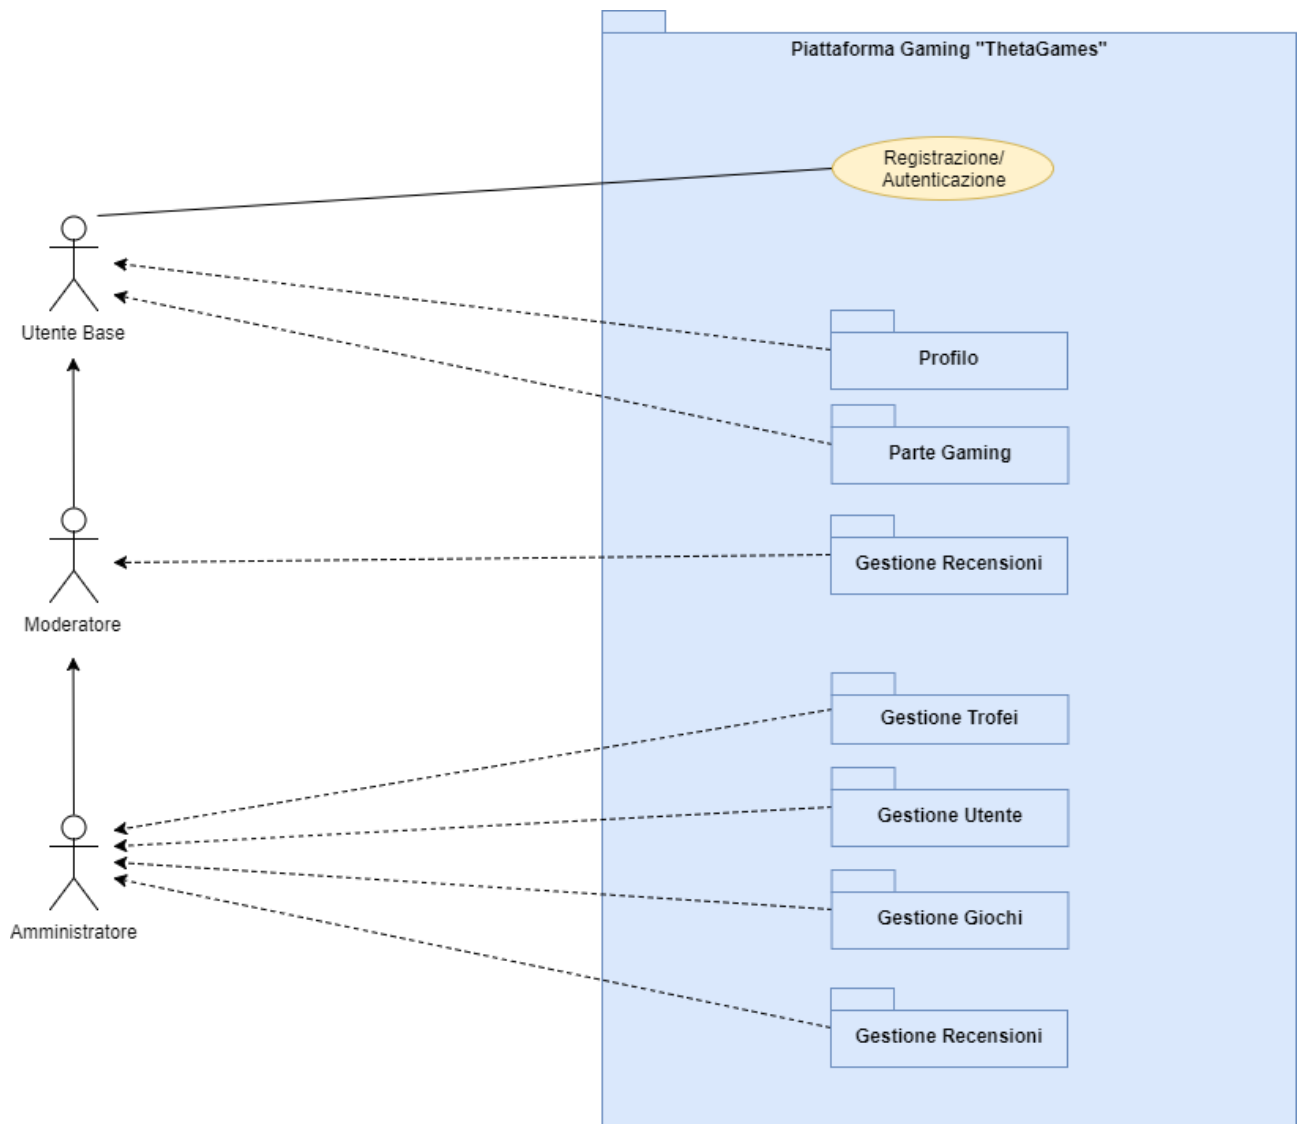 Piattaforma Gaming "ThetaGames"
Registrazione/
Autenticazione
Utente Base
Profilo
Parte Gaming
Gestione Recensioni
Moderatore
Gestione Trofei
Gestione Utente
Gestione Giochi
Amministratore
Gestione Recensioni